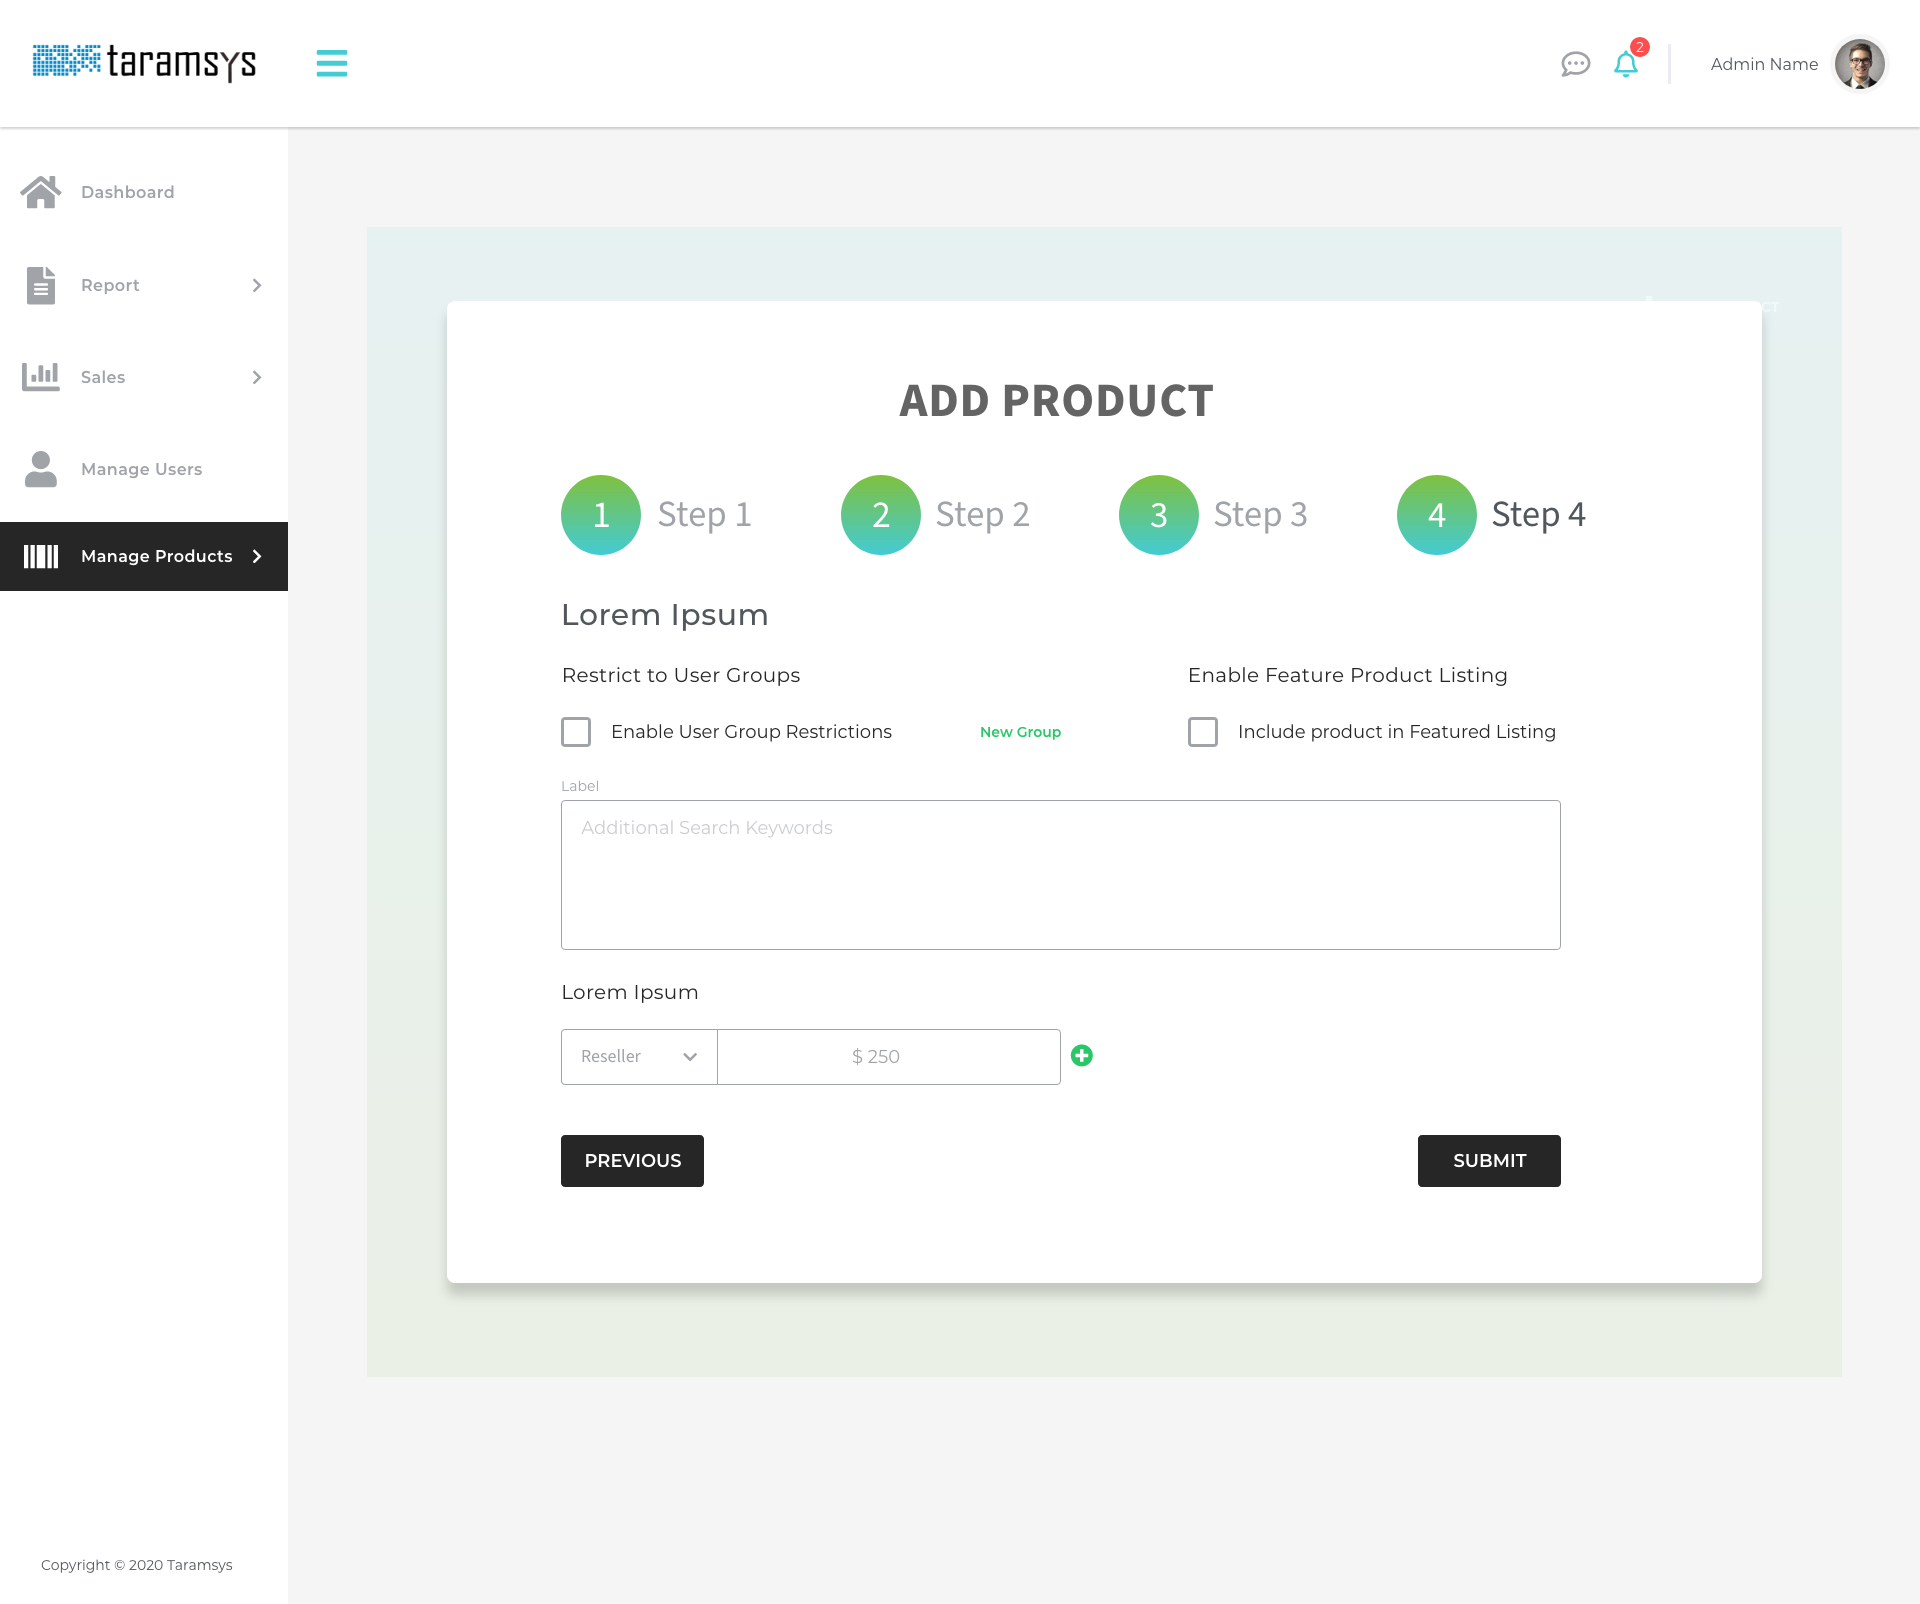 taramsys
2
Admin Name
Dashboard
Report
Sales
Manage Users
Manage Products
CT
ADD PRODUCT
1 Step 1 2 Step 2 3 Step 3 4 Step 4
Lorem Ipsum
Restrict to User Groups
Enable Feature Product Listing
Enable User Group Restrictions
New Group
Include product in Featured Listing
Label
Additional Search Keywords
Lorem Ipsum
Reseller
$ 250
PREVIOUS
SUBMIT
Copyright © 2020 Taramsys